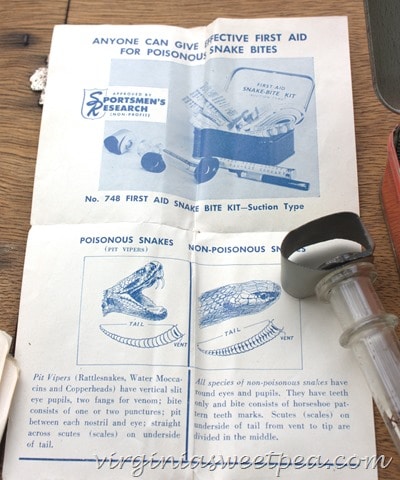 ANYONE CAN GIVE EFFECTIVE FIRST AID
FOR POISONOUS SNAKE BITES
APPROVED BY
SPORTSMEN'S
RESEARCH
(NON-PROFIT)
FIRST AID
SNAKE-BITE KIT
No. 748 FIRST AID SNAKE BITE KIT—Suction Type
POISONOUS SNAKES
(PIT VIPERS)
TAIL
VENT
NON-POISONOUS SNAKES
TAIL
VENT
Pit Vipers (Rattlesnakes, Water Mocca-
cins and Copperheads) have vertical slit
eye pupils, two fangs for venom; bite
consists of one or two punctures; pit
between each nostril and eye; straight
across scutes (scales) on underside
of tail.
All species of non-poisonous snakes have
round eyes and pupils. They have teeth
only and bite consists of horseshoe pat-
tern teeth marks. Scutes (scales) on
underside of tail from vent to tip are
divided in the middle.
virginiasweetpea.com